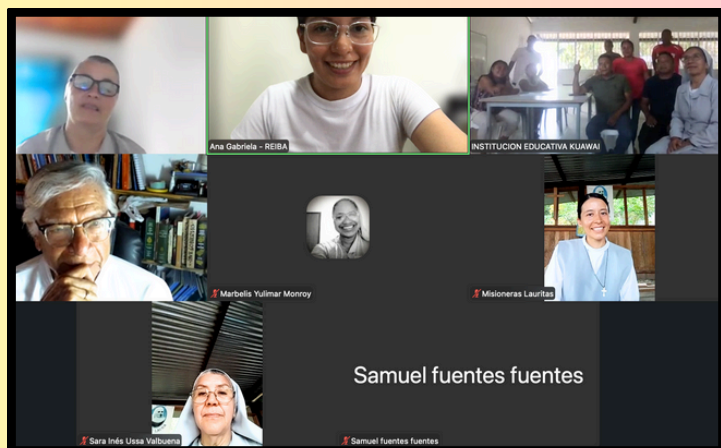 Ana Gabriela - REIBA
INSTITUCION EDUCATIVA KUAWAI
Marbelis Yulimar Monroy
Misioneras Lauritas
Samuel fuentes fuentes
Sara Inés Ussa Valbuena
Samuel fuentes fuentes